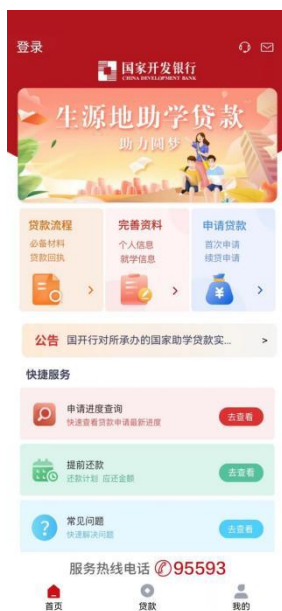 登录
国家开发银行
CHINA DEVELOPMENT BANK
生源地助学贷款
助力圆梦
贷款流程
必备材料
贷款回执
完善资料
个人信息
就学信息
申请贷款
首次申请
续贷申请
公告 国开行对所承办的国家助学贷款实... >
快捷服务
申请进度查询
快速查看贷款申请最新进度
去查看
提前还款
还款计划 应还金额
去查看
常见问题
快速解决问题
去查看
服务热线电话 95593
首页
贷款
我的